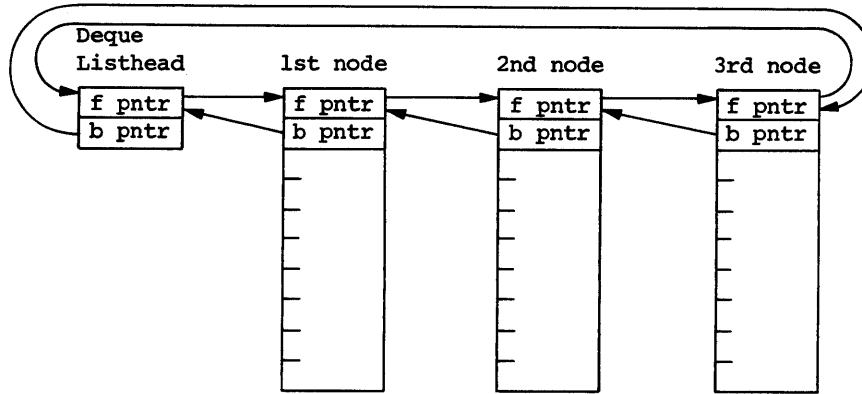 Deque
Listhead
1st node
2nd node
3rd node
f pntr
f pntr
f pntr
f pntr
b pntr
b pntr
b pntr
b pntr